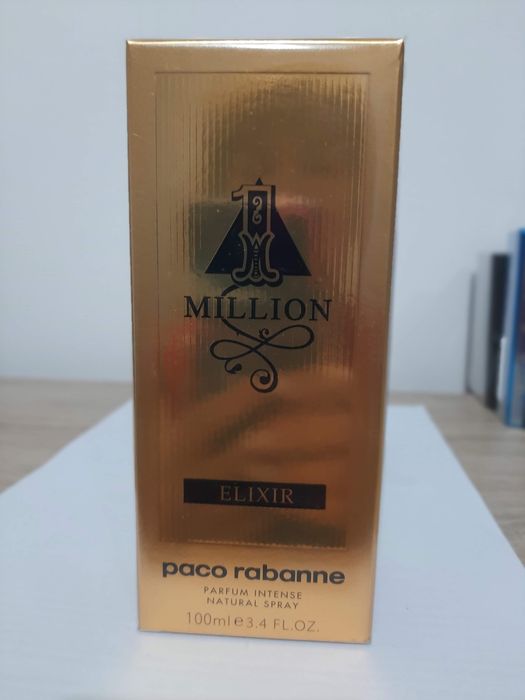 1
MILLION
ELIXIR
paco rabanne
PARFUM INTENSE
NATURAL SPRAY
100ml e 3.4 FL.OZ.